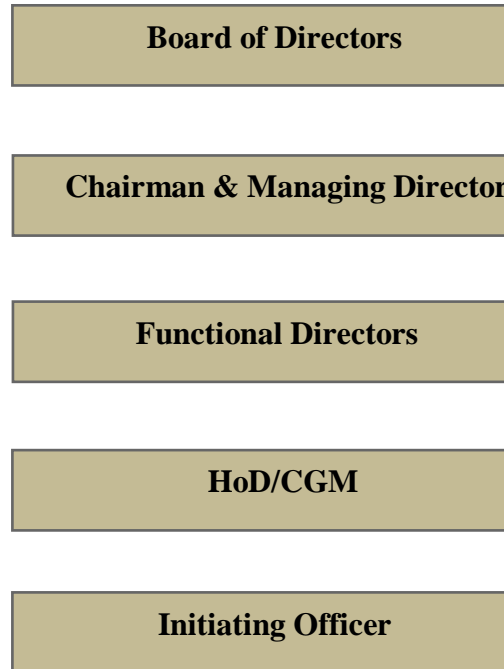 Board of Directors
Chairman & Managing Director
Functional Directors
HoD/CGM
Initiating Officer